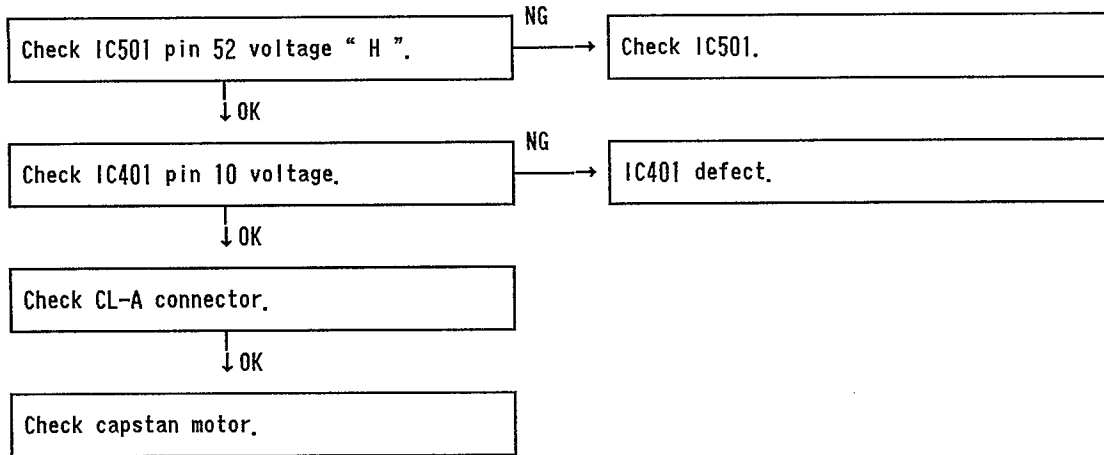 NG
Check IC501 pin 52 voltage “ H ”.
Check IC501.
OK
NG
Check IC401 pin 10 voltage.
IC401 defect.
OK
Check CL-A connector.
OK
Check capstan motor.